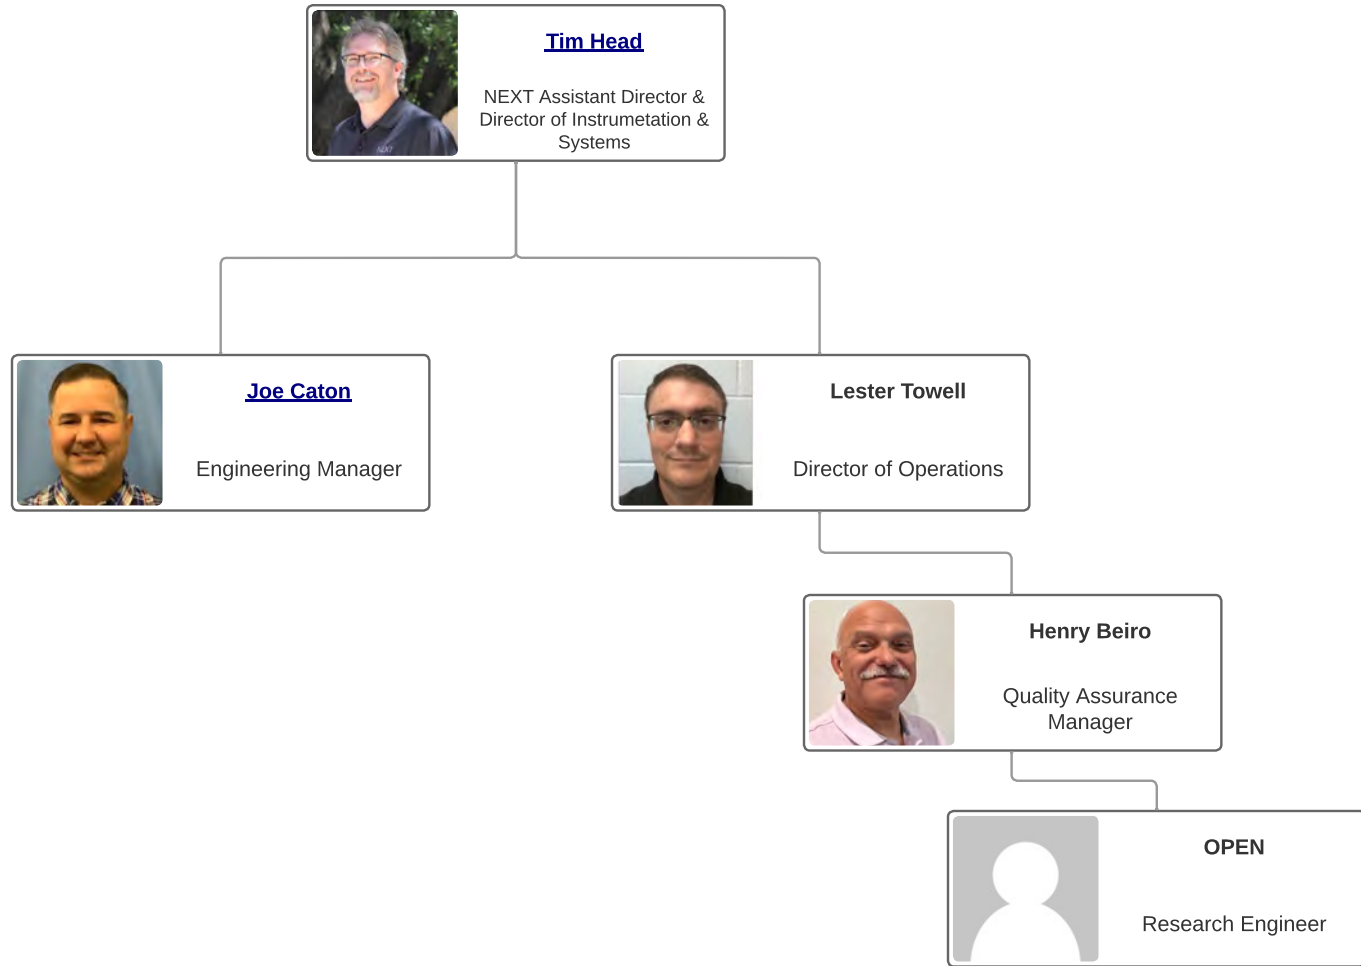 Tim Head
NEXT Assistant Director &
Director of Instrumetation &
Systems
Joe Caton
Engineering Manager
Lester Towell
Director of Operations
Henry Beiro
Quality Assurance
Manager
OPEN
Research Engineer